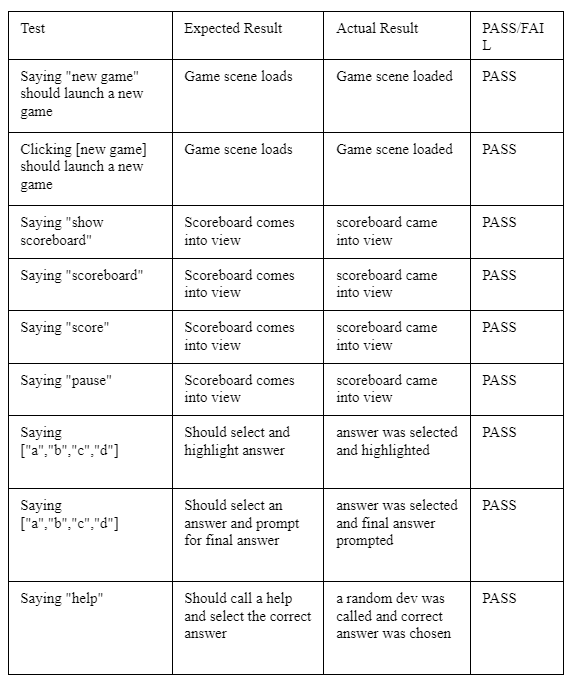 Test Expected Result Actual Result PASS/FAI
L
Saying "new game" Game scene loads Game scene loaded PASS
should launch a new
game
Clicking [new game] Game scene loads Game scene loaded PASS
should launch a new
game
Saying "show Scoreboard comes scoreboard came PASS
scoreboard" into view into view
Saying "scoreboard" Scoreboard comes scoreboard came PASS
into view into view
Saying "score" Scoreboard comes scoreboard came PASS
into view into view
Saying "pause" Scoreboard comes scoreboard came PASS
into view into view
Saying Should select and answer was selected PASS
["a","b","c","d"] highlight answer and highlighted
Saying Should select an answer was selected PASS
["a","b","c","d"] answer and prompt and final answer
for final answer prompted
Saying "help" Should call a help a random dev was PASS
and select the correct called and correct
answer answer was chosen